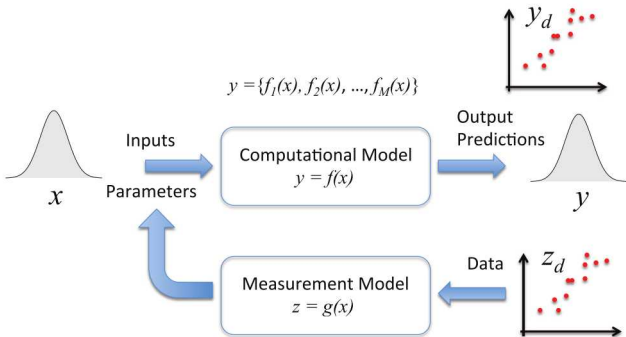 y_d
y = {f_1(x), f_2(x), ..., f_M(x)}
Output
Predictions
Inputs
Computational Model
y = f(x)
x
Parameters
y
Data
z_d
Measurement Model
z = g(x)